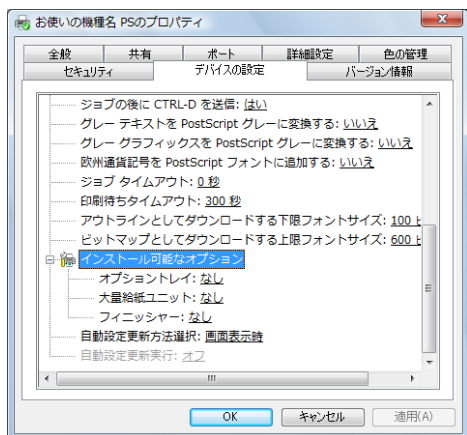 お使いの機種名 PSのプロパティ
全般 共有 ポート 詳細設定 色の管理
セキュリティ デバイスの設定 バージョン情報
ジョブの後に CTRL-D を送信: はい
グレー テキストを PostScript グレーに変換する: いいえ
グレー グラフィックスを PostScript グレーに変換する: いいえ
欧州通貨記号を PostScript フォントに追加する: いいえ
ジョブ タイムアウト: 0 秒
印刷待ちタイムアウト: 300 秒
アウトラインとしてダウンロードする下限フォントサイズ: 100 ヒ
ビットマップとしてダウンロードする上限フォントサイズ: 600 ヒ
インストール可能なオプション
オプショントレイ: なし
大量給紙ユニット: なし
フィニッシャー: なし
自動設定更新方法選択: 画面表示時
自動設定更新実行: オフ
OK キャンセル 適用(A)